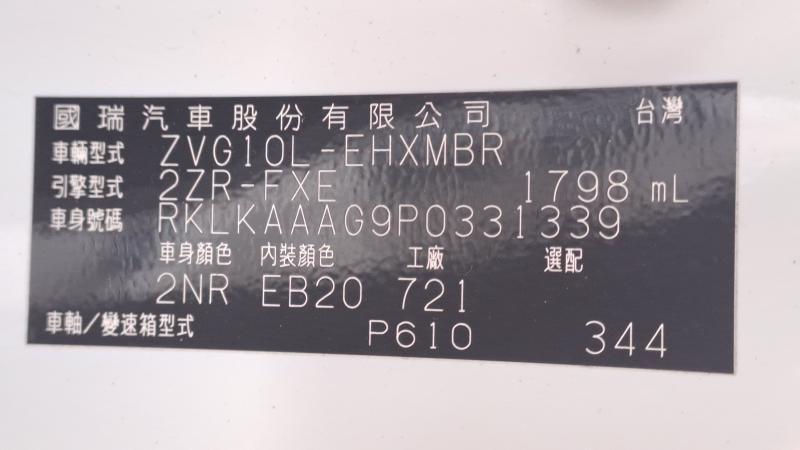 國瑞汽車股份有限公司 台灣
車輛型式 ZVG10L-EHXMBR
引擎型式 2ZR-FXE 1798 mL
車身號碼 RKLKAAAG9P0331339
車身顏色 內裝顏色 工廠 選配
2NR EB20 721
車軸/變速箱型式 P610 344